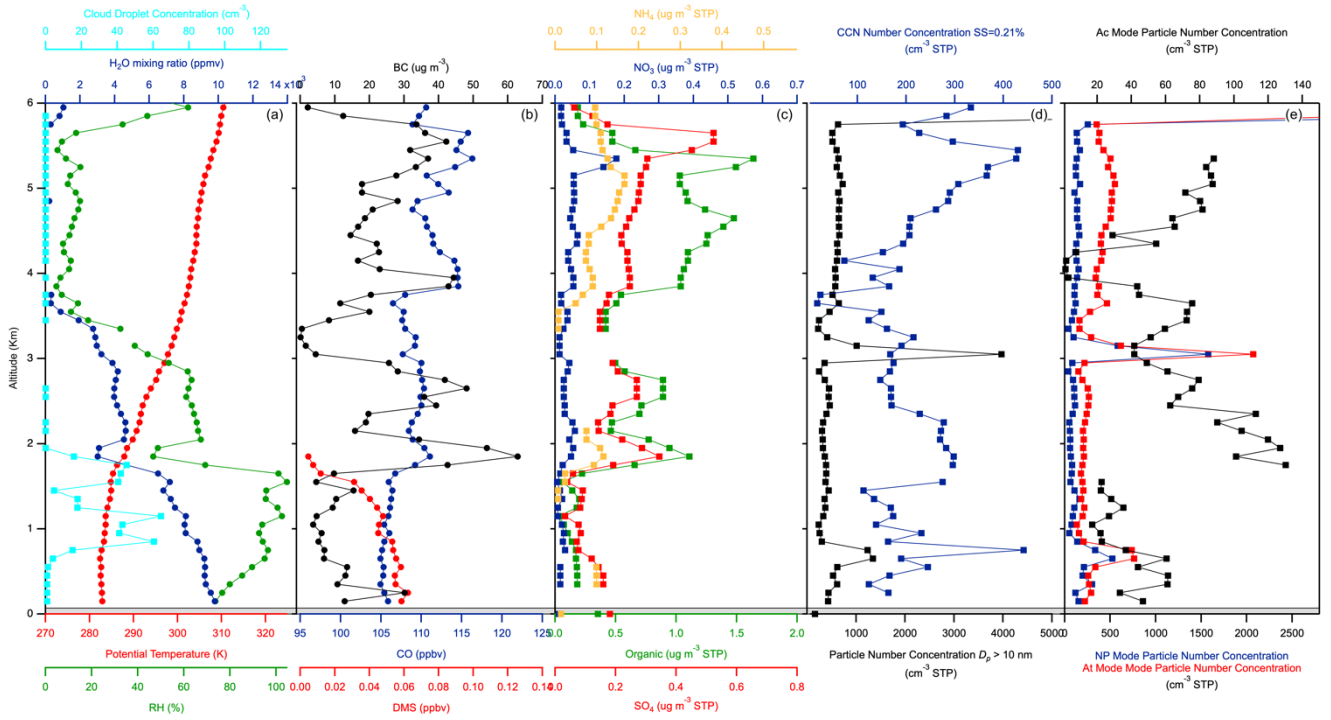 Cloud Droplet Concentration (cm⁻³)
0 20 40 60 80 100 120
H₂O mixing ratio (ppmv)
0 2 4 6 8 10 12 14 x10³
BC (ug m⁻³)
0 10 20 30 40 50 60 70
NH₄ (ug m⁻³ STP)
0.0 0.1 0.2 0.3 0.4 0.5
NO₃ (ug m⁻³ STP)
0.0 0.1 0.2 0.3 0.4 0.5 0.6 0.7
CCN Number Concentration SS=0.21%
(cm⁻³ STP)
0 100 200 300 400 500
Ac Mode Particle Number Concentration
(cm⁻³ STP)
20 40 60 80 100 120 140
(a)
(b)
(c)
(d)
(e)
Altitude (Km)
6
5
4
3
2
1
0
270 280 290 300 310 320
Potential Temperature (K)
0 20 40 60 80 100
RH (%)
95 100 105 110 115 120 125
CO (ppbv)
0.00 0.02 0.04 0.06 0.08 0.10 0.12 0.14
DMS (ppbv)
0.0 0.5 1.0 1.5 2.0
Organic (ug m⁻³ STP)
0.0 0.2 0.4 0.6 0.8
SO₄ (ug m⁻³ STP)
1000 2000 3000 4000 5000
Particle Number Concentration Dₚ > 10 nm
(cm⁻³ STP)
0 500 1000 1500 2000 2500
NP Mode Particle Number Concentration
At Mode Mode Particle Number Concentration
(cm⁻³ STP)